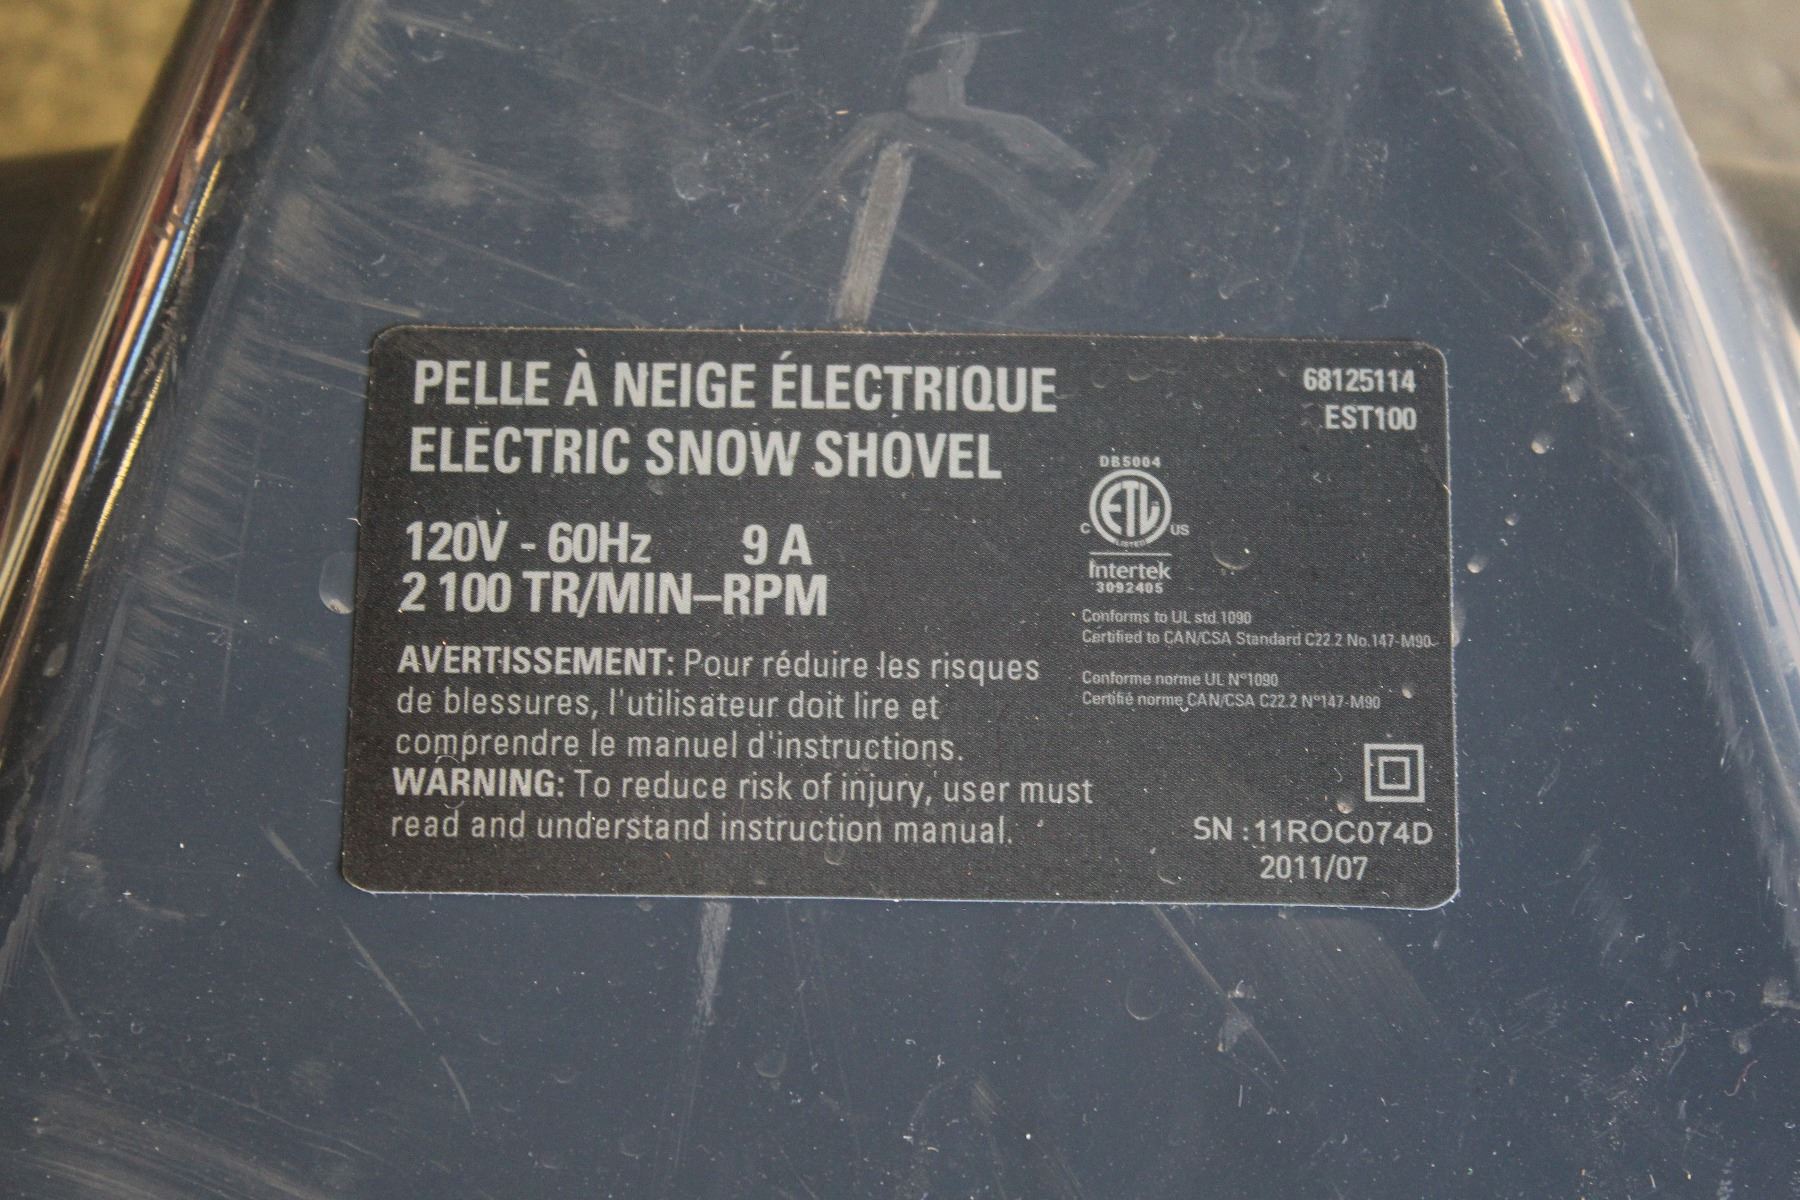 PELLE À NEIGE ÉLECTRIQUE
ELECTRIC SNOW SHOVEL
68125114
EST100
120V - 60Hz 9 A
2 100 TR/MIN–RPM
DB5004
ETL
C US
LISTED
Intertek
3092405
Conforms to UL std 1090
Certified to CAN/CSA Standard C22.2 No.147-M90
Conforme norme UL N°1090
Certifié norme CAN/CSA C22.2 N°147-M90
AVERTISSEMENT: Pour réduire les risques
de blessures, l'utilisateur doit lire et
comprendre le manuel d'instructions.
WARNING: To reduce risk of injury, user must
read and understand instruction manual.
SN : 11ROC074D
2011/07